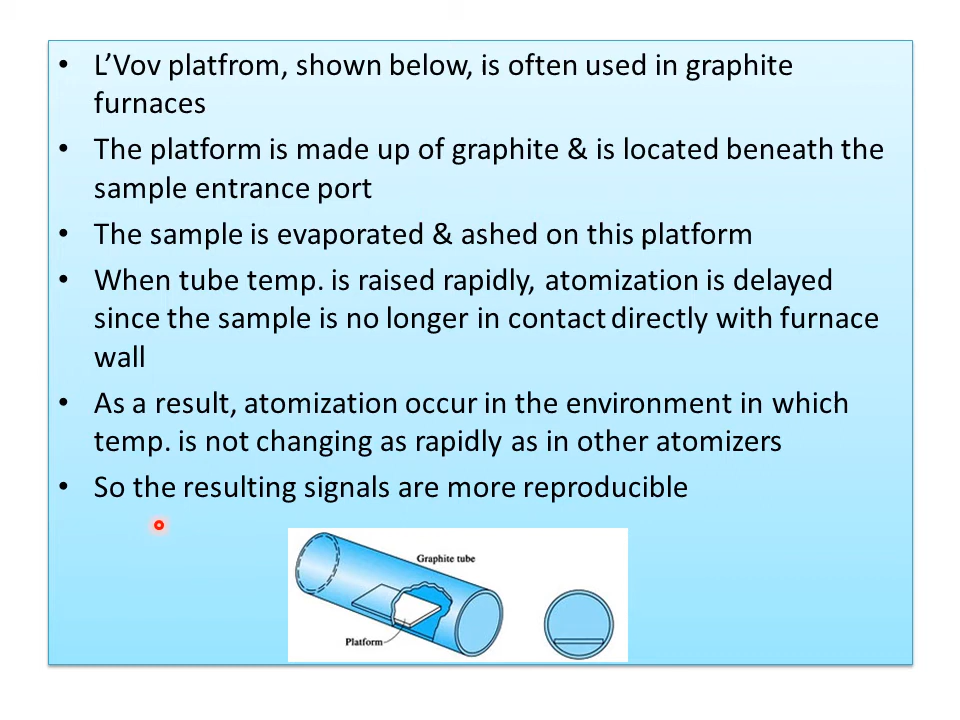 • L’Vov platfrom, shown below, is often used in graphite
furnaces
• The platform is made up of graphite & is located beneath the
sample entrance port
• The sample is evaporated & ashed on this platform
• When tube temp. is raised rapidly, atomization is delayed
since the sample is no longer in contact directly with furnace
wall
• As a result, atomization occur in the environment in which
temp. is not changing as rapidly as in other atomizers
• So the resulting signals are more reproducible
Graphite tube
Platform